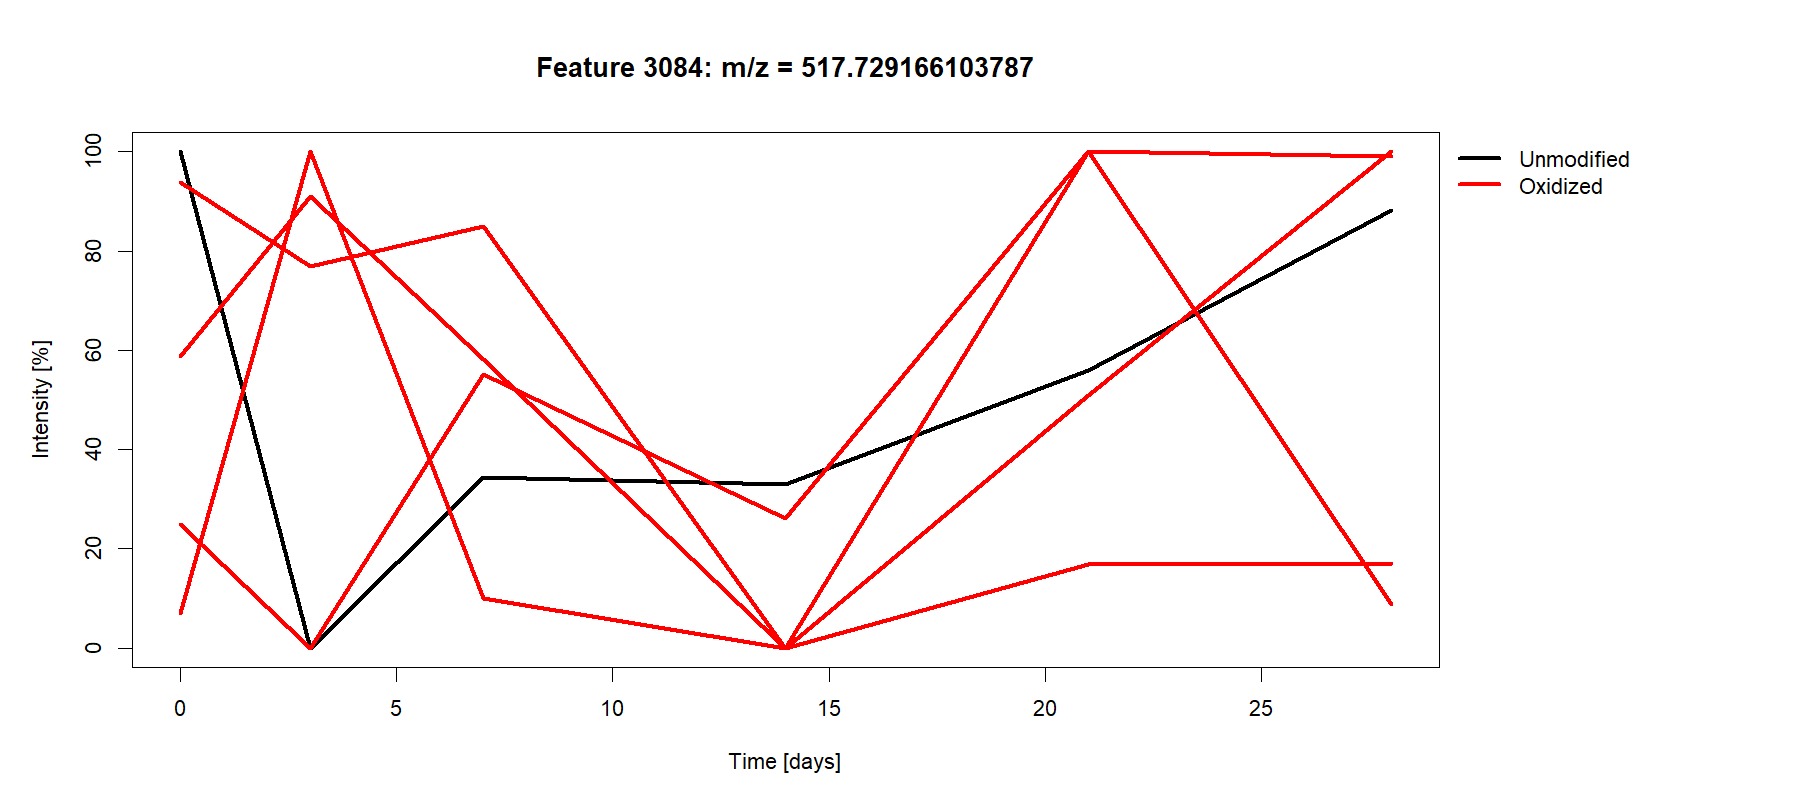 Feature 3084: m/z = 517.729166103787
Unmodified
Oxidized
Intensity [%]
100
80
60
40
20
0
0 5 10 15 20 25
Time [days]